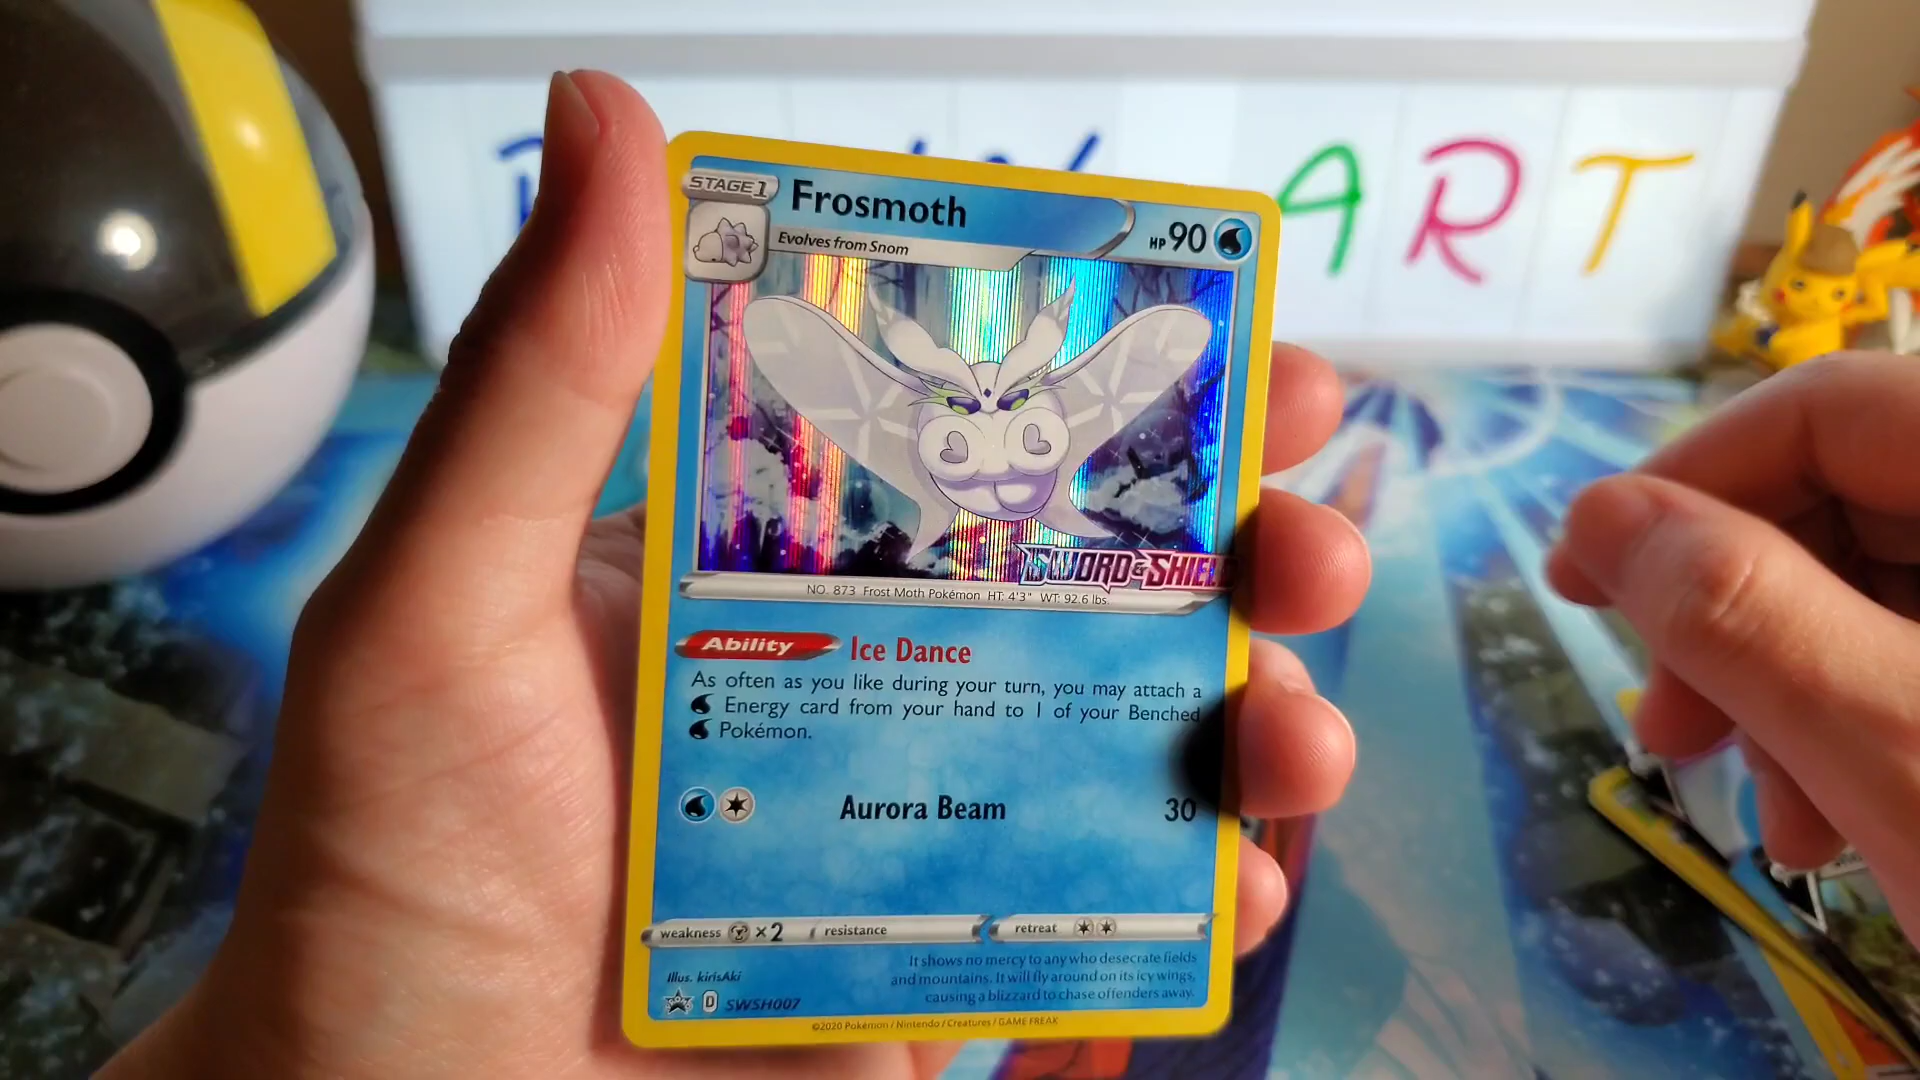 ART
STAGE 1
Frosmoth
HP 90
Evolves from Snom
SWORD & SHIELD
NO. 873 Frost Moth Pokémon HT: 4'3" WT: 92.6 lbs.
Ability Ice Dance
As often as you like during your turn, you may attach a
Energy card from your hand to 1 of your Benched
Pokémon.
Aurora Beam 30
weakness ×2 resistance retreat
It shows no mercy to any who desecrate fields
and mountains. It will fly around on its icy wings,
causing a blizzard to chase offenders away.
Illus. kirisAki
D SWSH007
©2020 Pokémon / Nintendo / Creatures / GAME FREAK